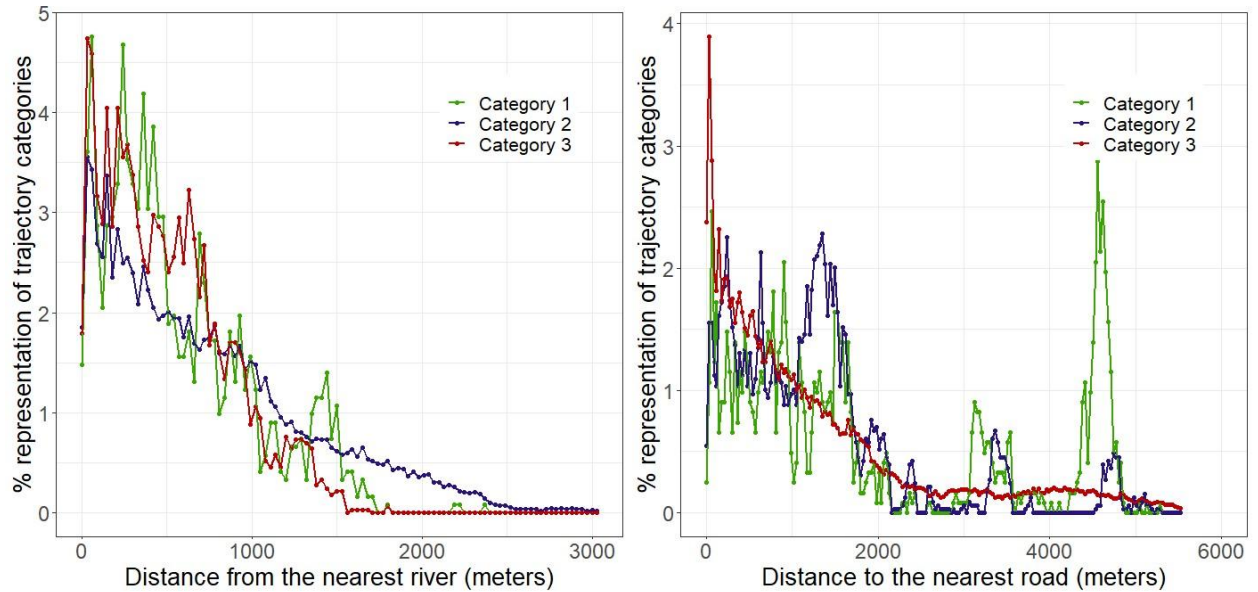 % representation of trajectory categories
5
4
3
2
1
0
Category 1
Category 2
Category 3
0
1000
2000
3000
Distance from the nearest river (meters)
% representation of trajectory categories
4
3
2
1
0
Category 1
Category 2
Category 3
0
2000
4000
6000
Distance to the nearest road (meters)